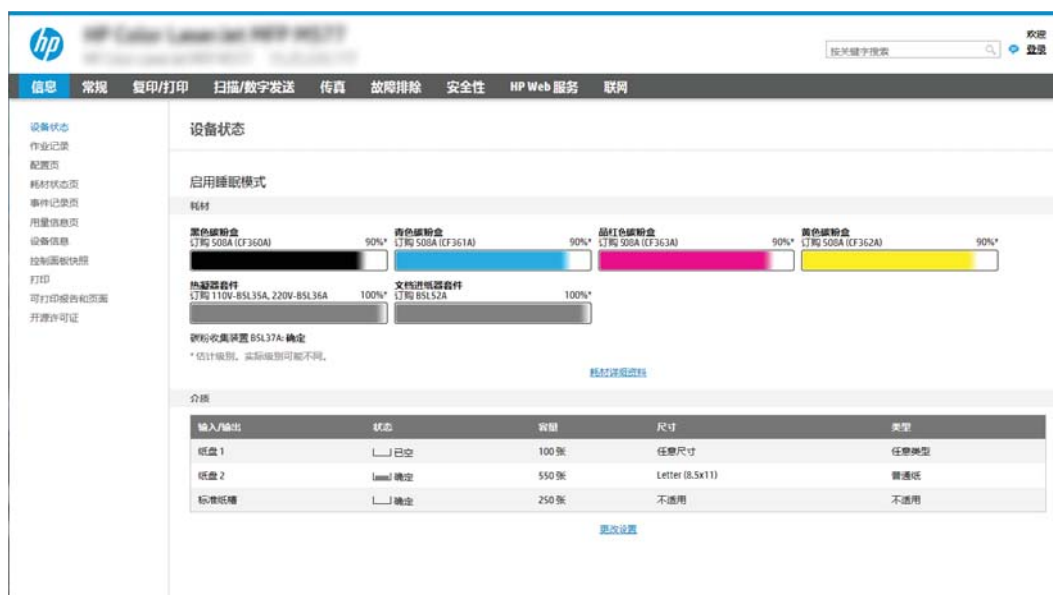 hp
欢迎
按关键字搜索
登录
信息 常规 复印/打印 扫描/数字发送 传真 故障排除 安全性 HP Web 服务 联网
设备状态
作业记录
配置页
耗材状态页
事件记录页
用量信息页
设备信息
控制面板快照
打印
可打印报告和页面
开源许可证
设备状态
启用睡眠模式
耗材
黑色碳粉盒 青色碳粉盒 品红色碳粉盒 黄色碳粉盒
订购 508A (CF360A) 90%* 订购 508A (CF361A) 90%* 订购 508A (CF363A) 90%* 订购 508A (CF362A) 90%*
热凝器套件 文档进纸器套件
订购 110V-B5L35A, 220V-B5L36A 100%* 订购 B5L52A 100%*
碳粉收集装置 B5L37A: 确定
* 估计级别。实际级别可能不同。
耗材详细资料
介质
输入/输出 状态 容量 尺寸 类型
纸盘 1 已空 100 张 任意尺寸 任意类型
纸盘 2 确定 550 张 Letter (8.5x11) 普通纸
标准纸槽 确定 250 张 不适用 不适用
更改设置